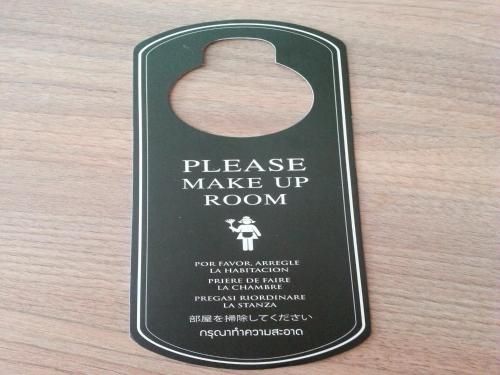 PLEASE
MAKE UP
ROOM
POR FAVOR, ARREGLE
LA HABITACION
PRIERE DE FAIRE
LA CHAMBRE
PREGASI RIORDINARE
LA STANZA
部屋を掃除してください
กรุณาทำความสะอาด